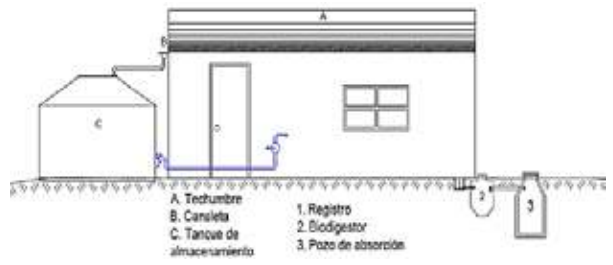 A
B
C
2
3
A. Techumbre
B. Canaleta
C. Tanque de
almacenamiento
1. Registro
2. Biodigestor
3. Pozo de absorción